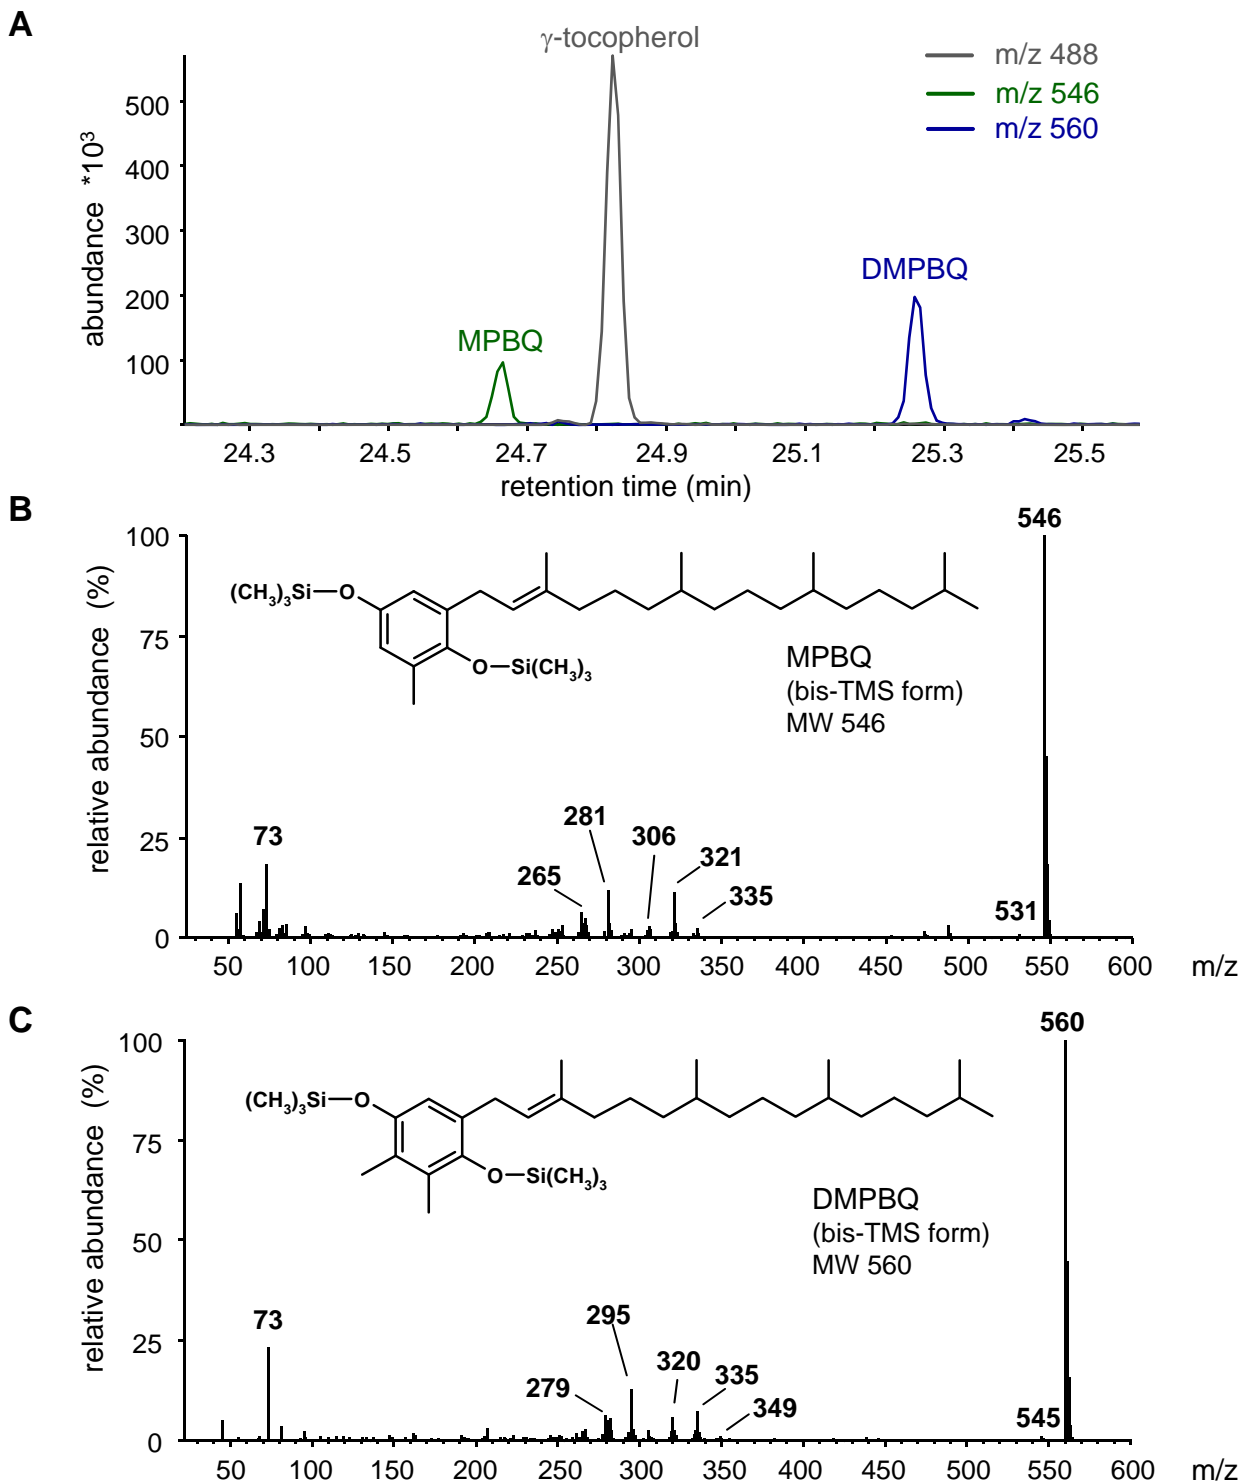 A
γ-tocopherol
m/z 488
m/z 546
m/z 560
abundance *10³
500
400
300
200
100
MPBQ
DMPBQ
24.3 24.5 24.7 24.9 25.1 25.3 25.5
retention time (min)
B
relative abundance (%)
100
75
50
25
0
546
(CH₃)₃Si—O
O—Si(CH₃)₃
MPBQ
(bis-TMS form)
MW 546
73
281
306
265
321
335
531
50 100 150 200 250 300 350 400 450 500 550 600 m/z
C
relative abundance (%)
100
75
50
25
0
560
(CH₃)₃Si—O
O—Si(CH₃)₃
DMPBQ
(bis-TMS form)
MW 560
73
295
320
279
335
349
545
50 100 150 200 250 300 350 400 450 500 550 600 m/z